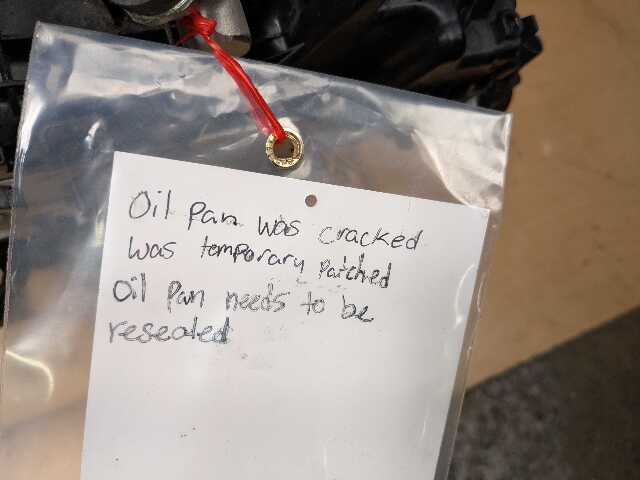 Oil pan was cracked
was temporary patched
Oil pan needs to be
resealed